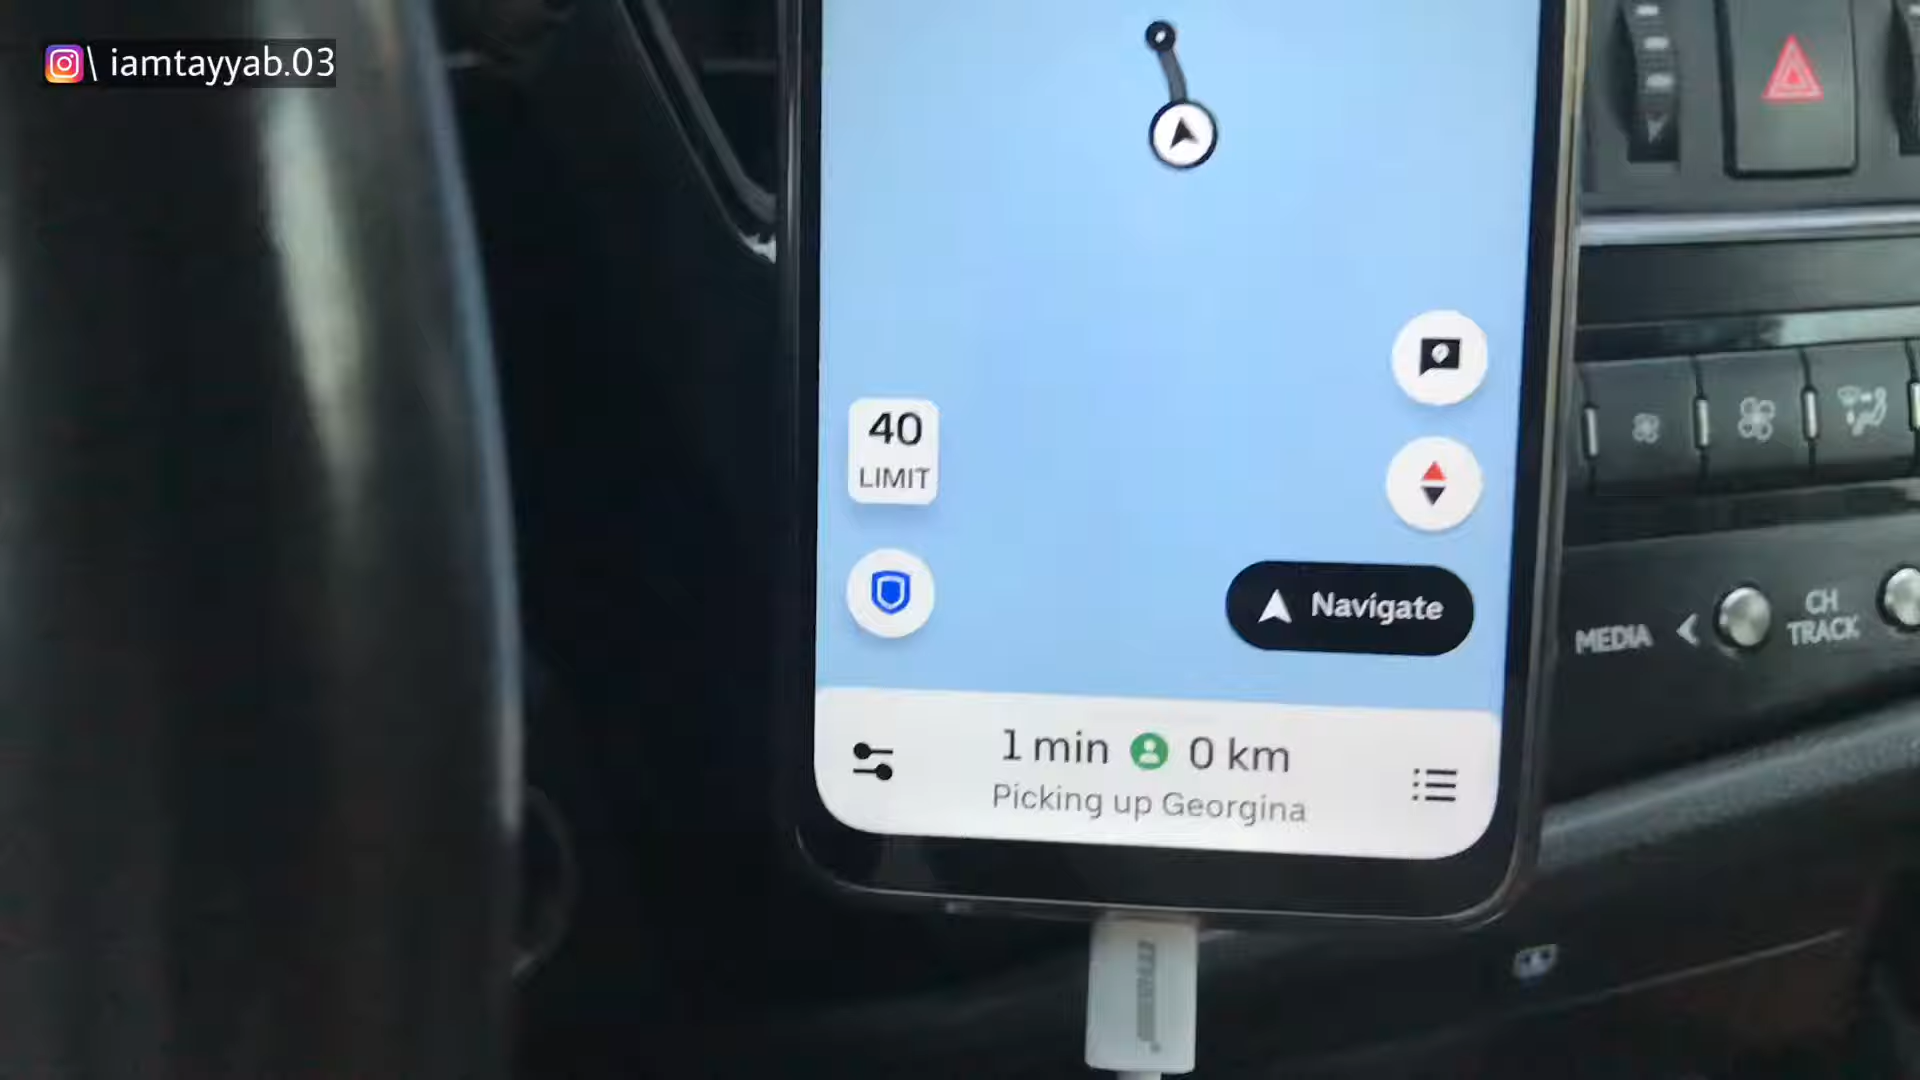 \ iamtayyab.03
40
LIMIT
Navigate
1 min 0 km
Picking up Georgina
MEDIA
CH
TRACK